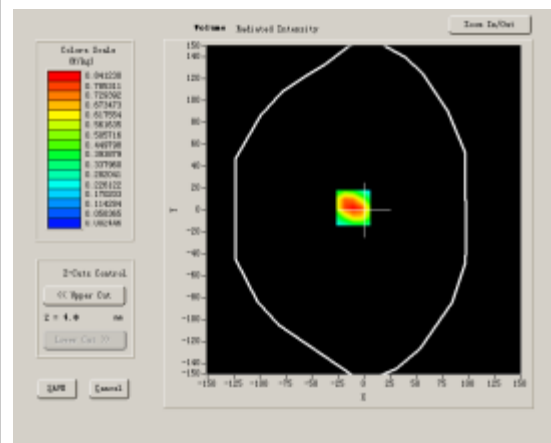 Volume Radiated Intensity
Zoom In/Out
Colors Scale
(W/kg)
0.841230
0.785311
0.729392
0.673473
0.617554
0.561635
0.505716
0.449798
0.393879
0.337960
0.282041
0.226122
0.170203
0.114284
0.058365
0.002446
Z-Cuts Control
<< Upper Cut
Z = 4.0 mm
Lower Cut >>
SAVE
Cancel
150
140
120
100
80
60
40
20
0
-20
-40
-60
-80
-100
-120
-140
-150
Y
-150 -125 -100 -75 -50 -25 0 25 50 75 100 125 150
X